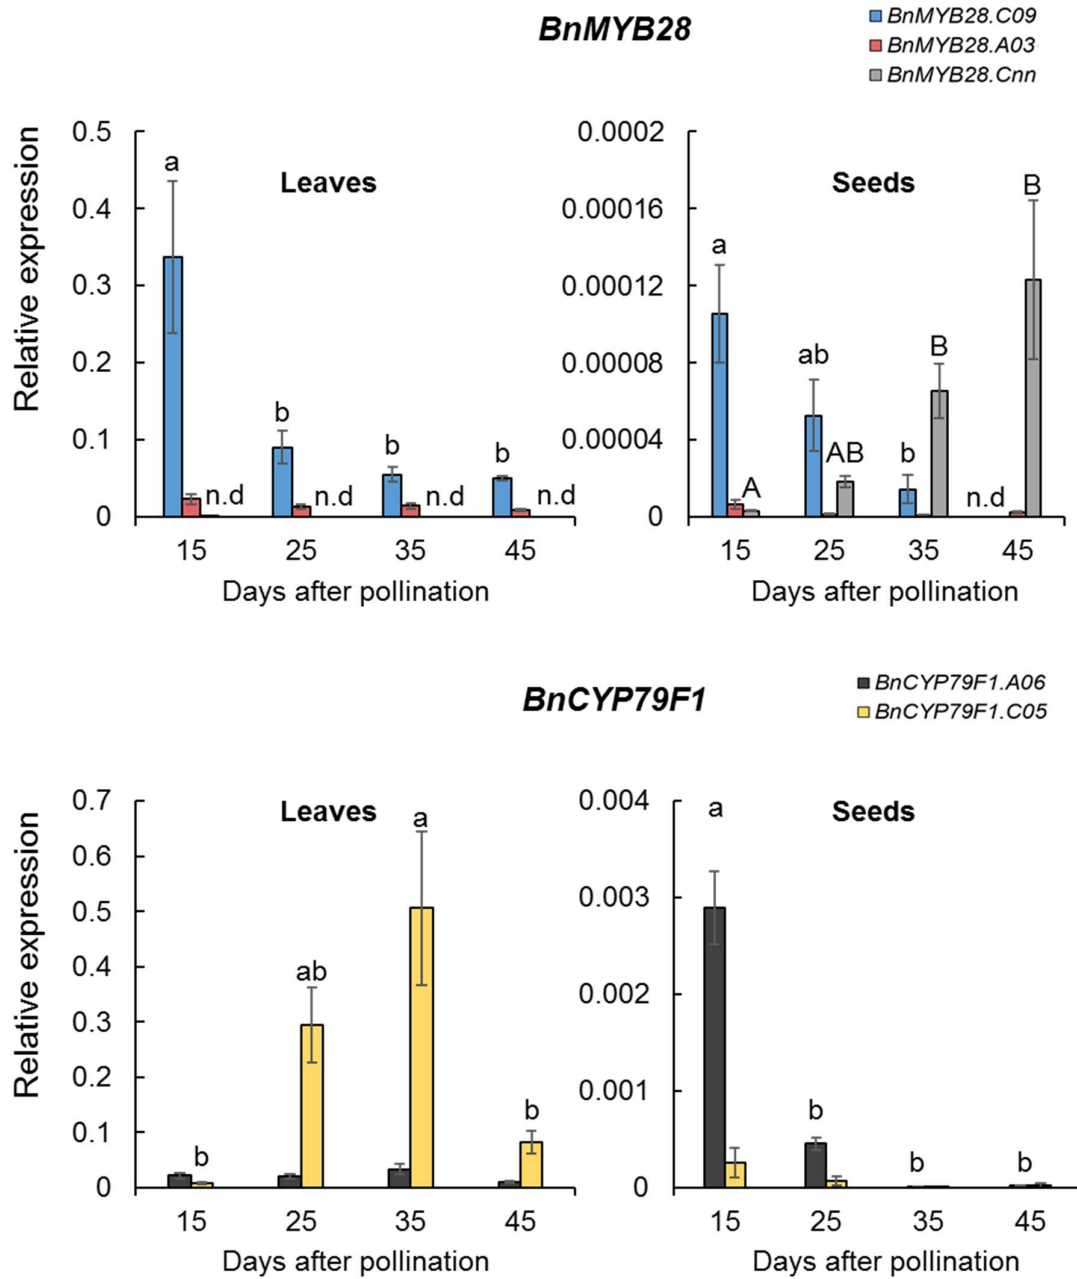 BnMYB28
BnMYB28.C09
BnMYB28.A03
BnMYB28.Cnn
Relative expression
Leaves
0.5
0.4
0.3
0.2
0.1
0
a
b
b
b
n.d
n.d
n.d
n.d
15 25 35 45
Days after pollination
Seeds
0.0002
0.00016
0.00012
0.00008
0.00004
0
a
A
ab
AB
b
B
n.d
B
15 25 35 45
Days after pollination
BnCYP79F1
BnCYP79F1.A06
BnCYP79F1.C05
Relative expression
Leaves
0.7
0.6
0.5
0.4
0.3
0.2
0.1
0
b
ab
a
b
15 25 35 45
Days after pollination
Seeds
0.004
0.003
0.002
0.001
0
a
b
b
b
15 25 35 45
Days after pollination